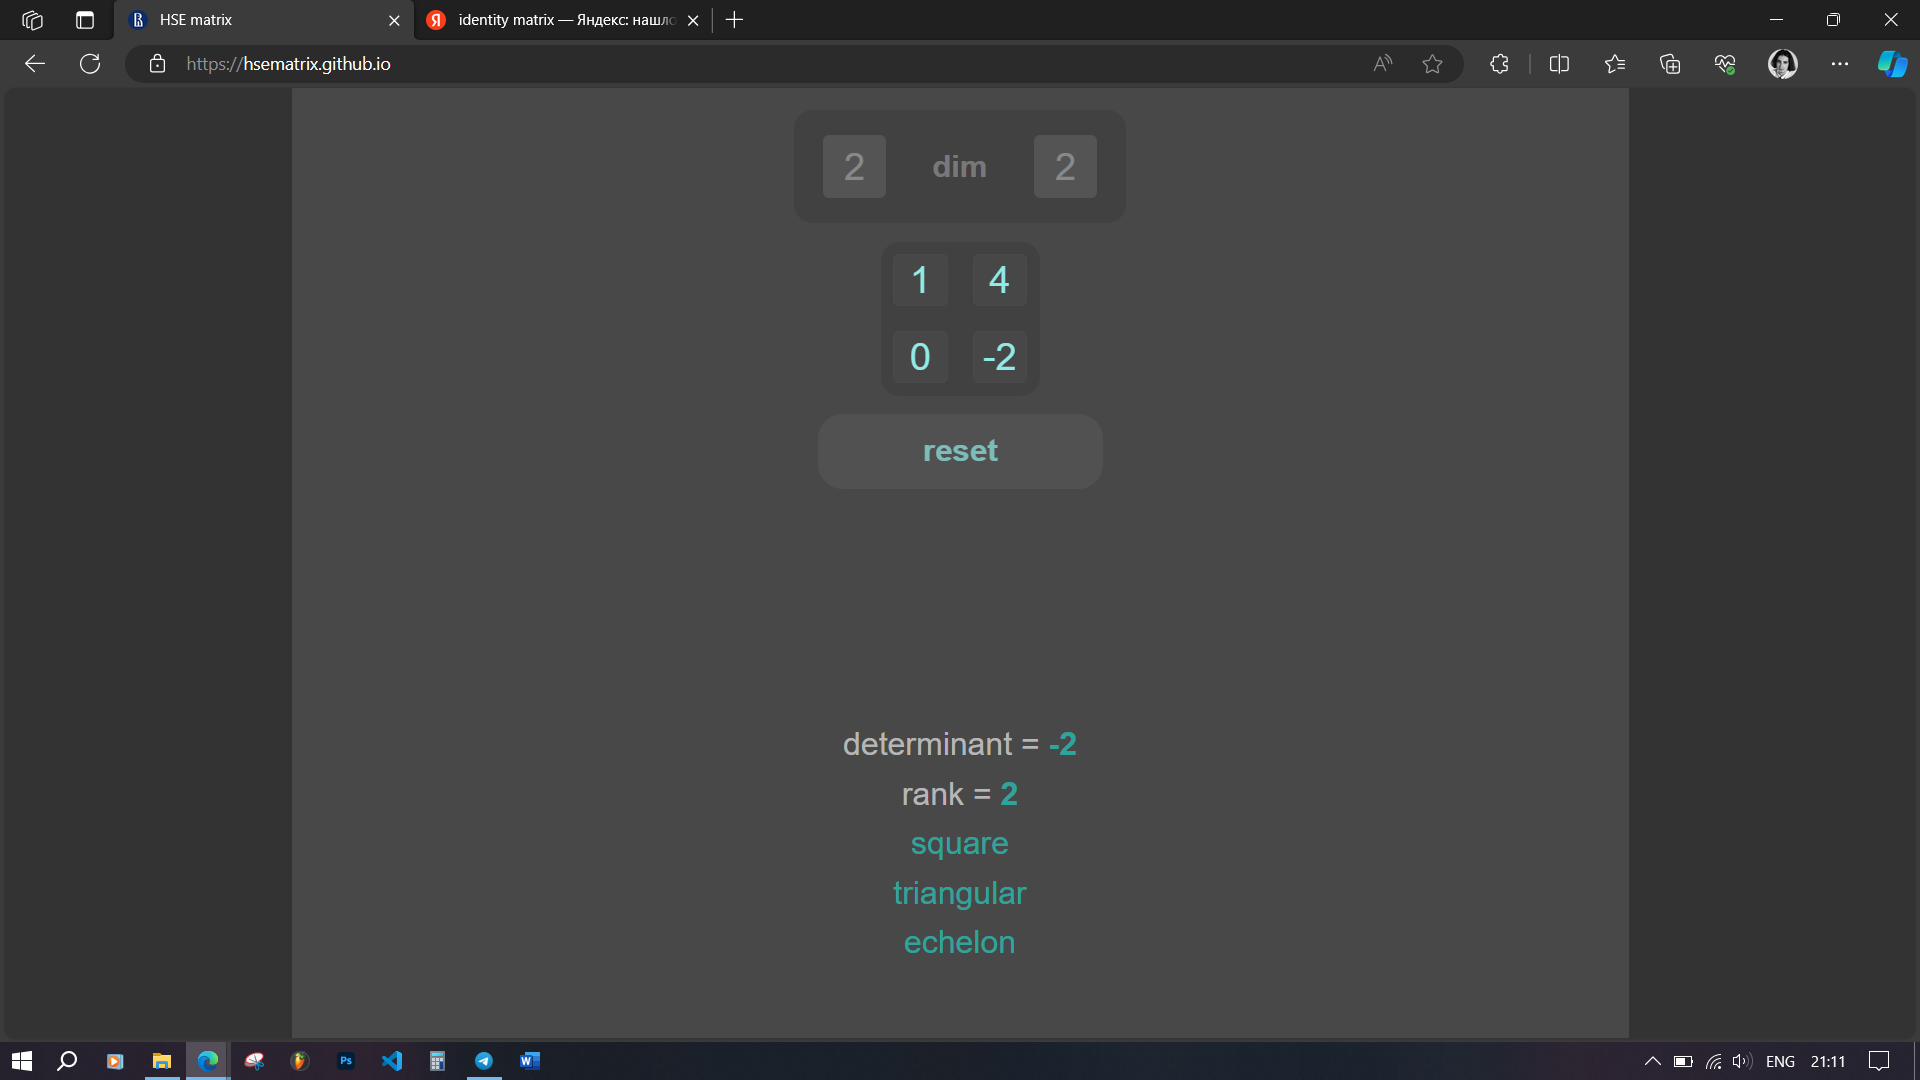 HSE matrix
identity matrix — Яндекс: нашло
https://hsematrix.github.io
2 dim 2
1 4
0 -2
reset
determinant = -2
rank = 2
square
triangular
echelon
ENG 21:11